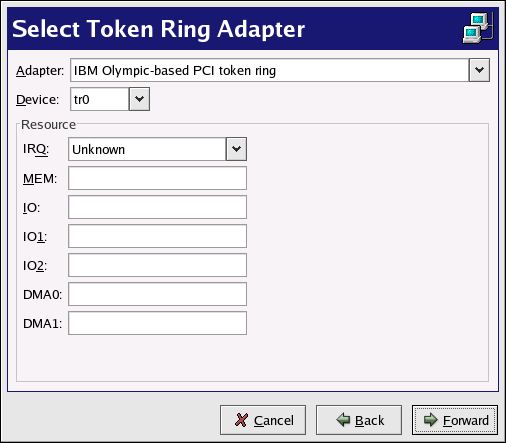 Select Token Ring Adapter
Adapter: IBM Olympic-based PCI token ring
Device: tr0
Resource
IRQ: Unknown
MEM:
IO:
IO1:
IO2:
DMA0:
DMA1:
Cancel Back Forward